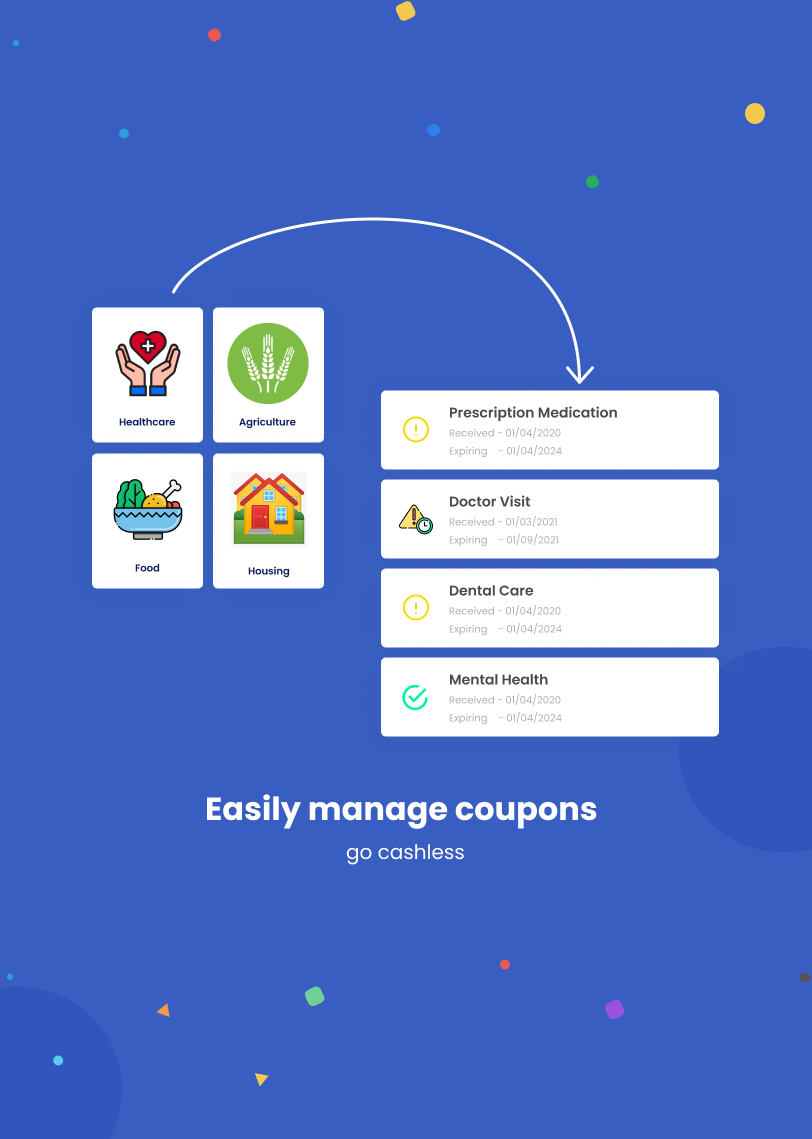 Healthcare
Agriculture
Food
Housing
Prescription Medication
Received - 01/04/2020
Expiring - 01/04/2024
Doctor Visit
Received - 01/03/2021
Expiring - 01/09/2021
Dental Care
Received - 01/04/2020
Expiring - 01/04/2024
Mental Health
Received - 01/04/2020
Expiring - 01/04/2024
Easily manage coupons
go cashless